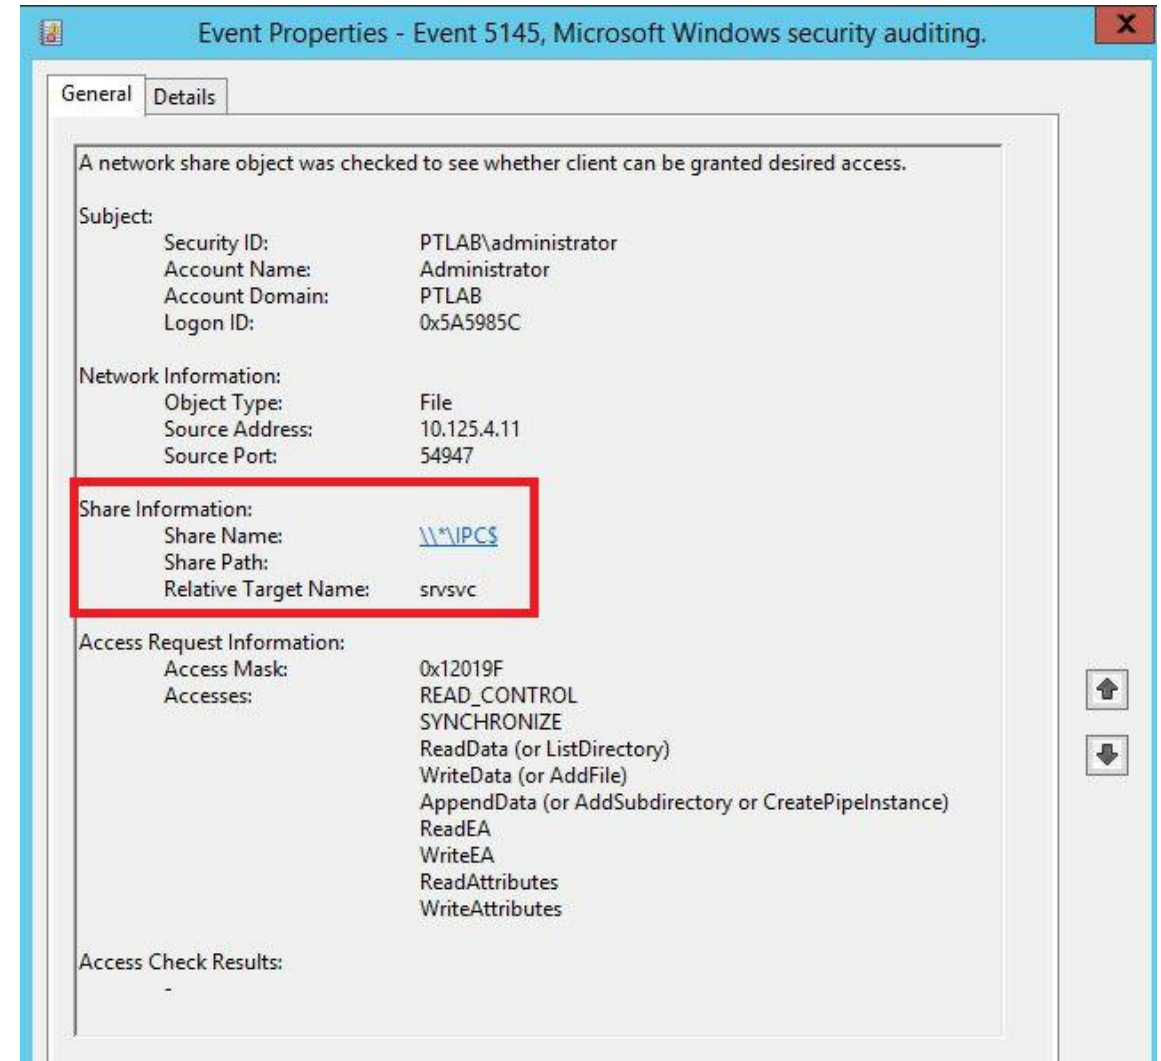 Event Properties - Event 5145, Microsoft Windows security auditing.
X
General Details
A network share object was checked to see whether client can be granted desired access.
Subject:
Security ID: PTLAB\administrator
Account Name: Administrator
Account Domain: PTLAB
Logon ID: 0x5A5985C
Network Information:
Object Type: File
Source Address: 10.125.4.11
Source Port: 54947
Share Information:
Share Name: \\*\IPC$
Share Path:
Relative Target Name: srvsvc
Access Request Information:
Access Mask: 0x12019F
Accesses: READ_CONTROL
SYNCHRONIZE
ReadData (or ListDirectory)
WriteData (or AddFile)
AppendData (or AddSubdirectory or CreatePipeInstance)
ReadEA
WriteEA
ReadAttributes
WriteAttributes
Access Check Results:
-